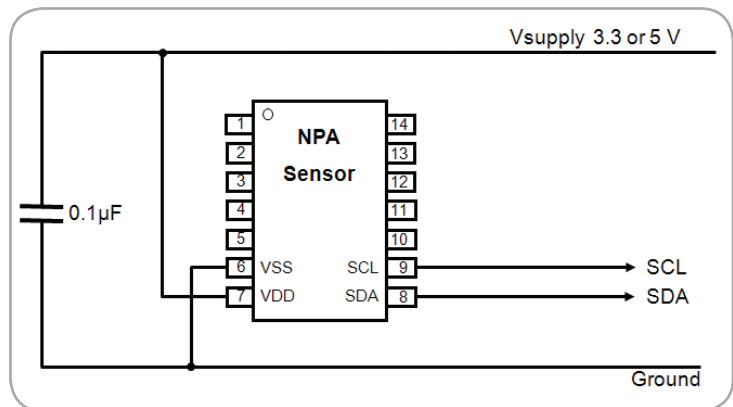 Vsupply 3.3 or 5 V
NPA
Sensor
1 14
2 13
3 12
4 11
5 10
6 VSS SCL 9 SCL
7 VDD SDA 8 SDA
0.1µF
Ground